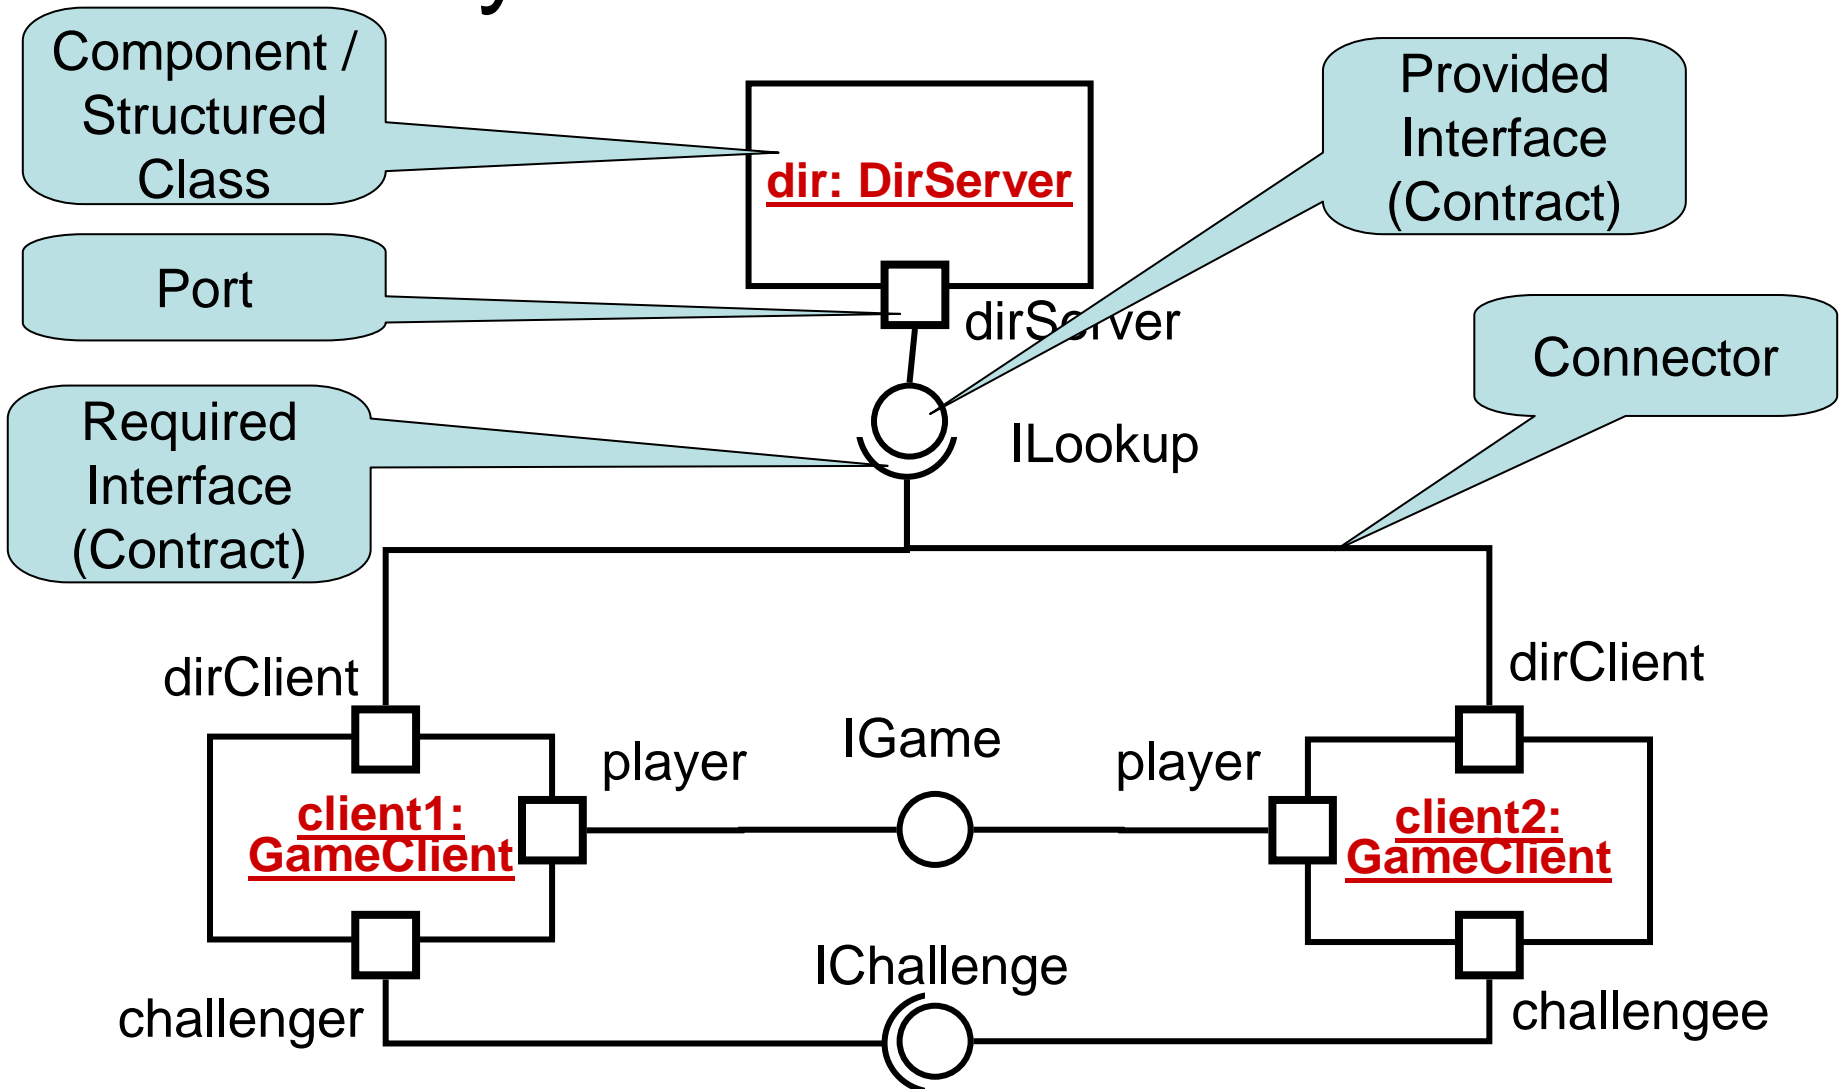 Component /
Structured
Class
Provided
Interface
(Contract)
dir: DirServer
Port
dirServer
Connector
Required
Interface
(Contract)
ILookup
dirClient
dirClient
IGame
player
player
client1:
GameClient
client2:
GameClient
IChallenge
challenger
challengee